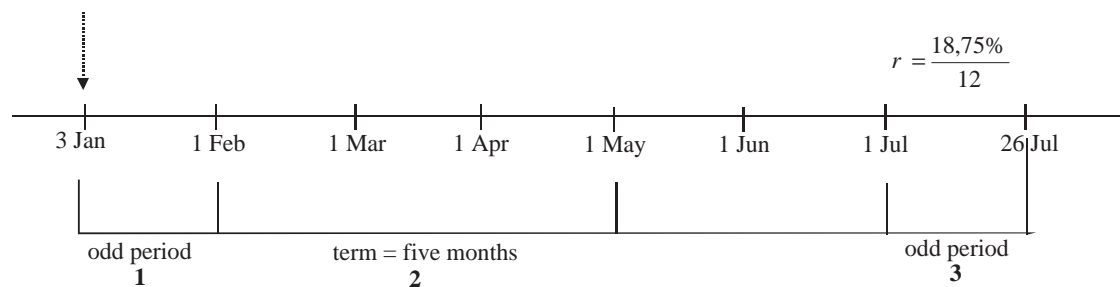 r = 18,75% / 12
3 Jan 1 Feb 1 Mar 1 Apr 1 May 1 Jun 1 Jul 26 Jul
odd period term = five months odd period
1 2 3